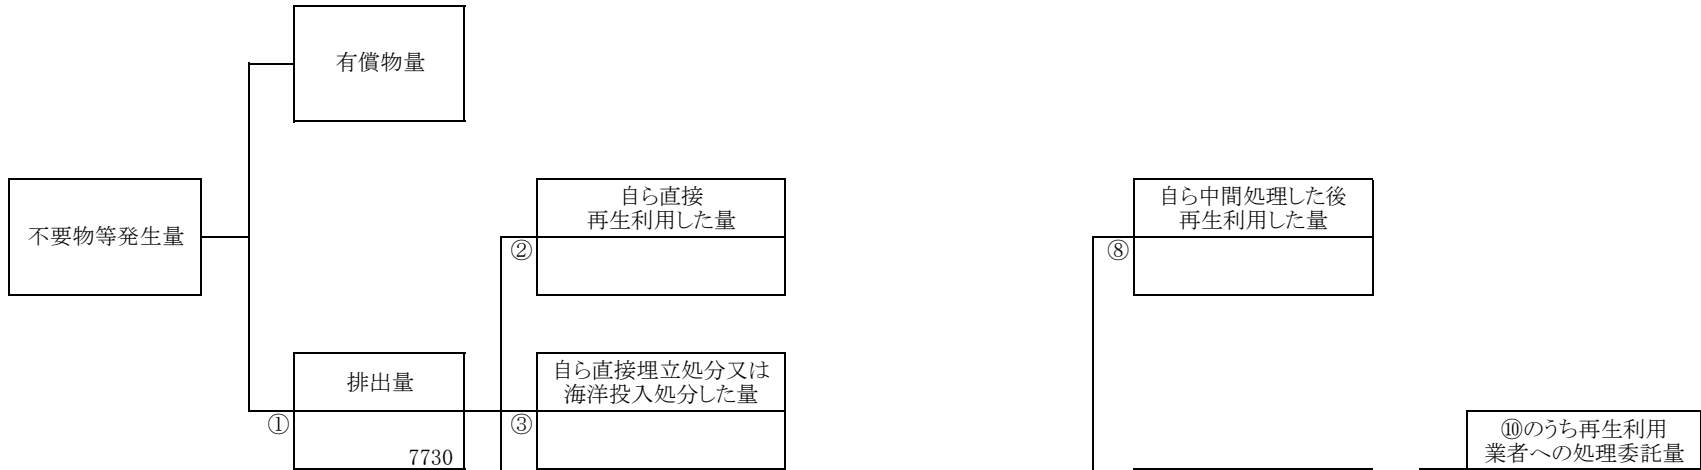 有償物量
不要物等発生量
自ら直接
再生利用した量
②
自ら中間処理した後
再生利用した量
⑧
排出量
①
7730
自ら直接埋立処分又は
海洋投入処分した量
③
⑩のうち再生利用
業者への処理委託量